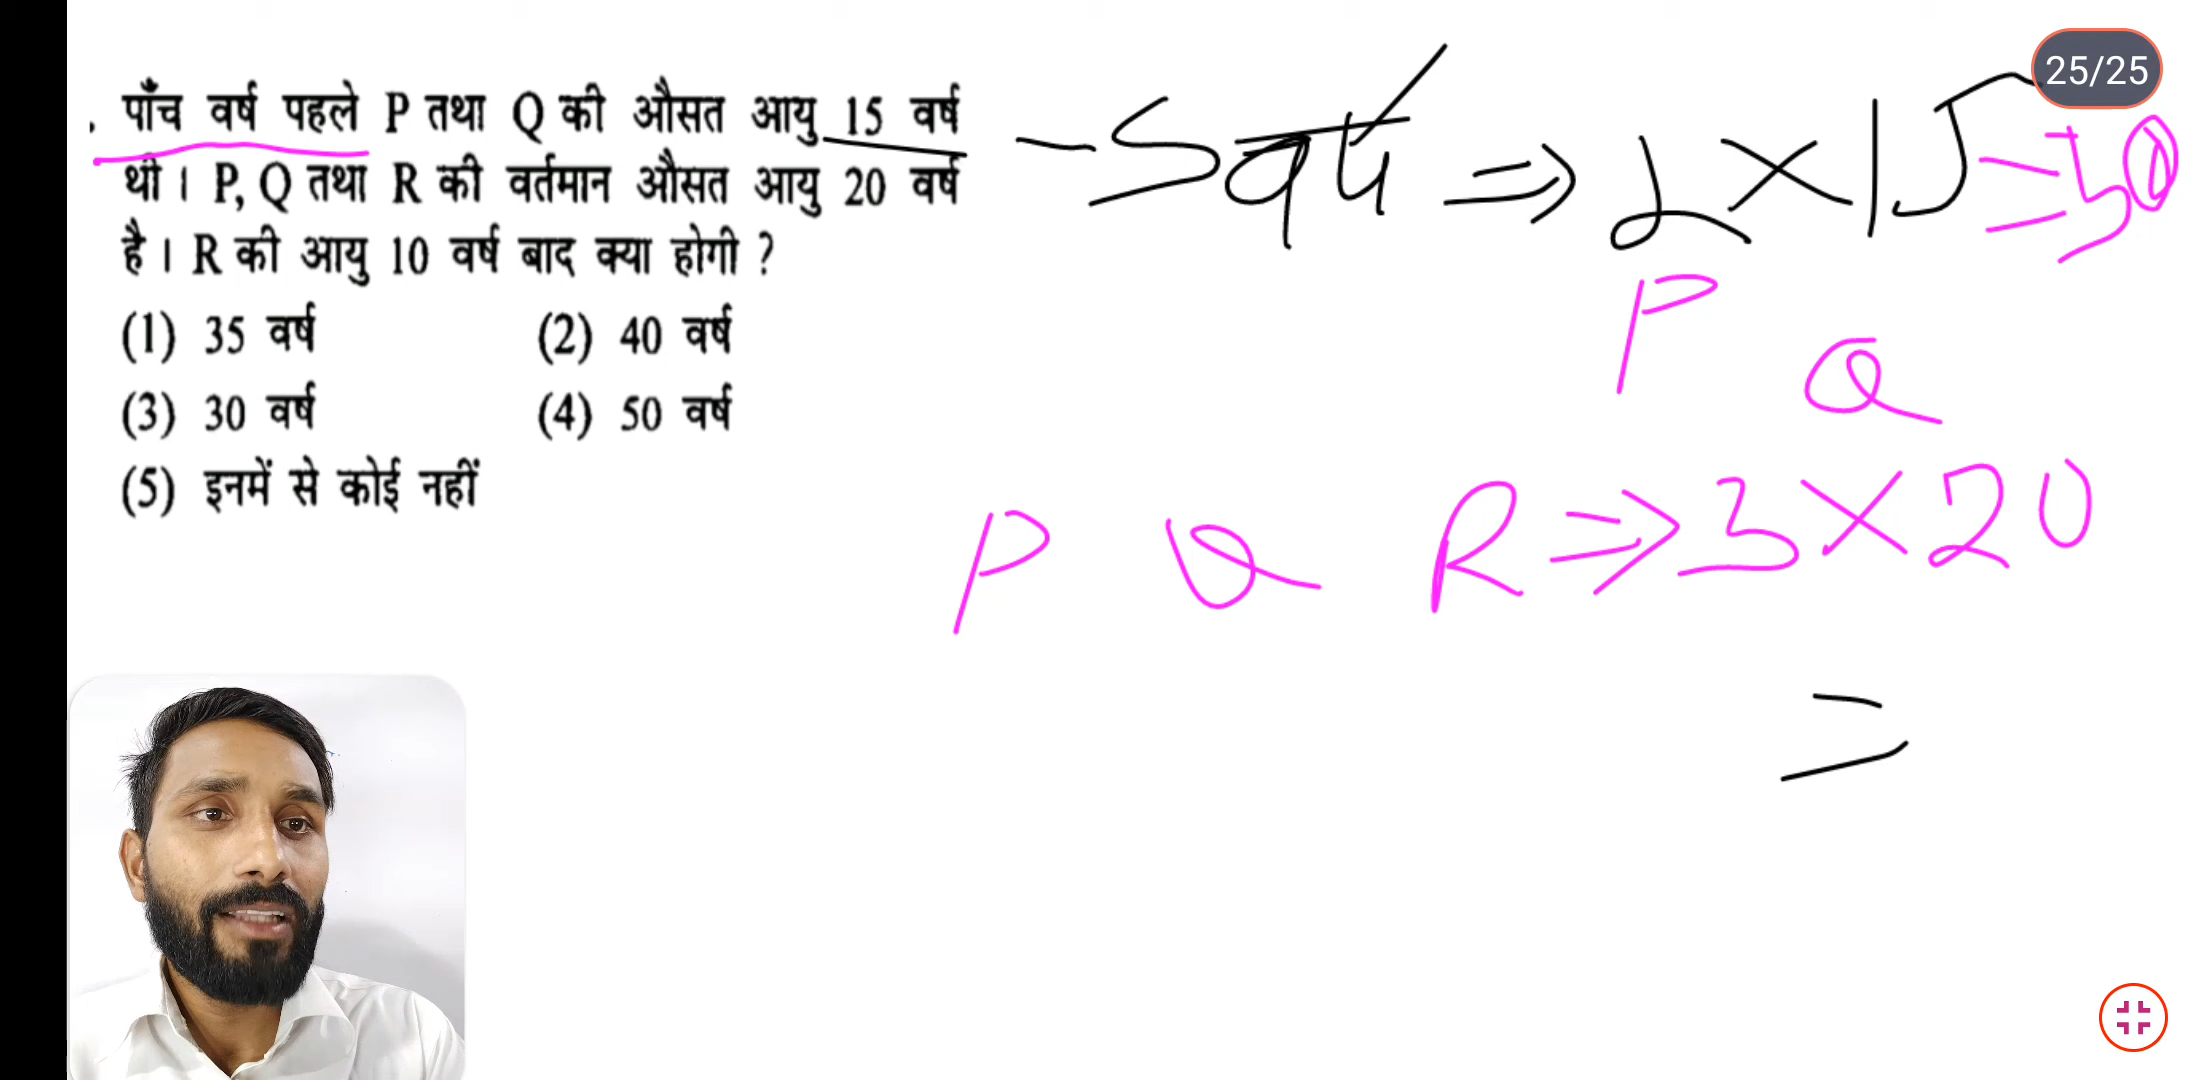 25/25
. पाँच वर्ष पहले P तथा Q की औसत आयु 15 वर्ष
थी । P, Q तथा R की वर्तमान औसत आयु 20 वर्ष
है । R की आयु 10 वर्ष बाद क्या होगी ?
(1) 35 वर्ष (2) 40 वर्ष
(3) 30 वर्ष (4) 50 वर्ष
(5) इनमें से कोई नहीं
⇒ 2 × 15 = 30
P
Q
P Q R ⇒ 3 × 20
=